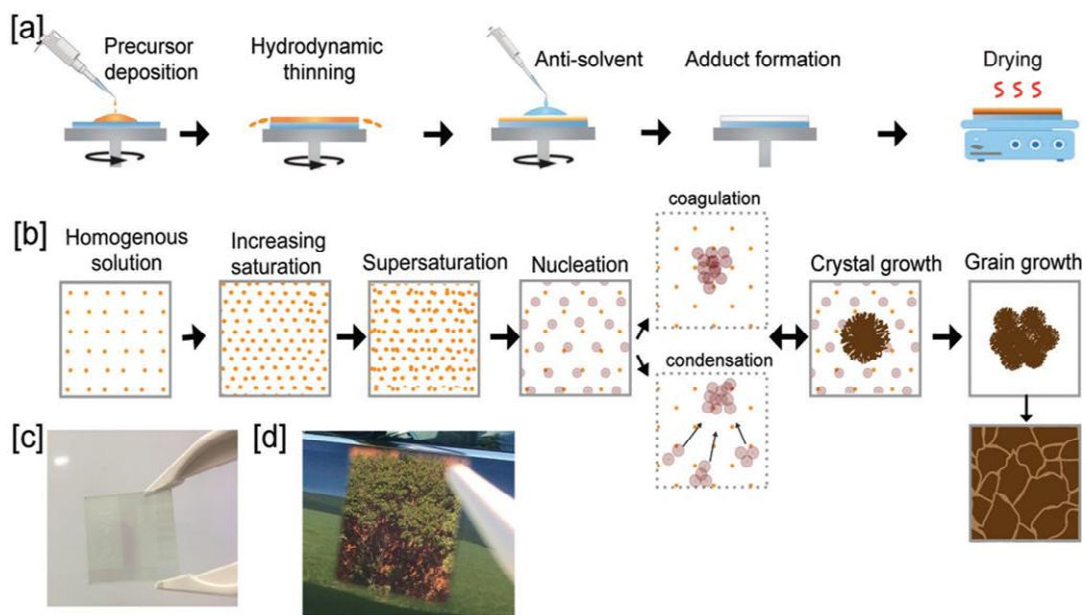 [a]
Precursor
deposition
Hydrodynamic
thinning
Anti-solvent
Adduct formation
Drying
[b]
Homogenous
solution
Increasing
saturation
Supersaturation
Nucleation
coagulation
condensation
Crystal growth
Grain growth
[c]
[d]